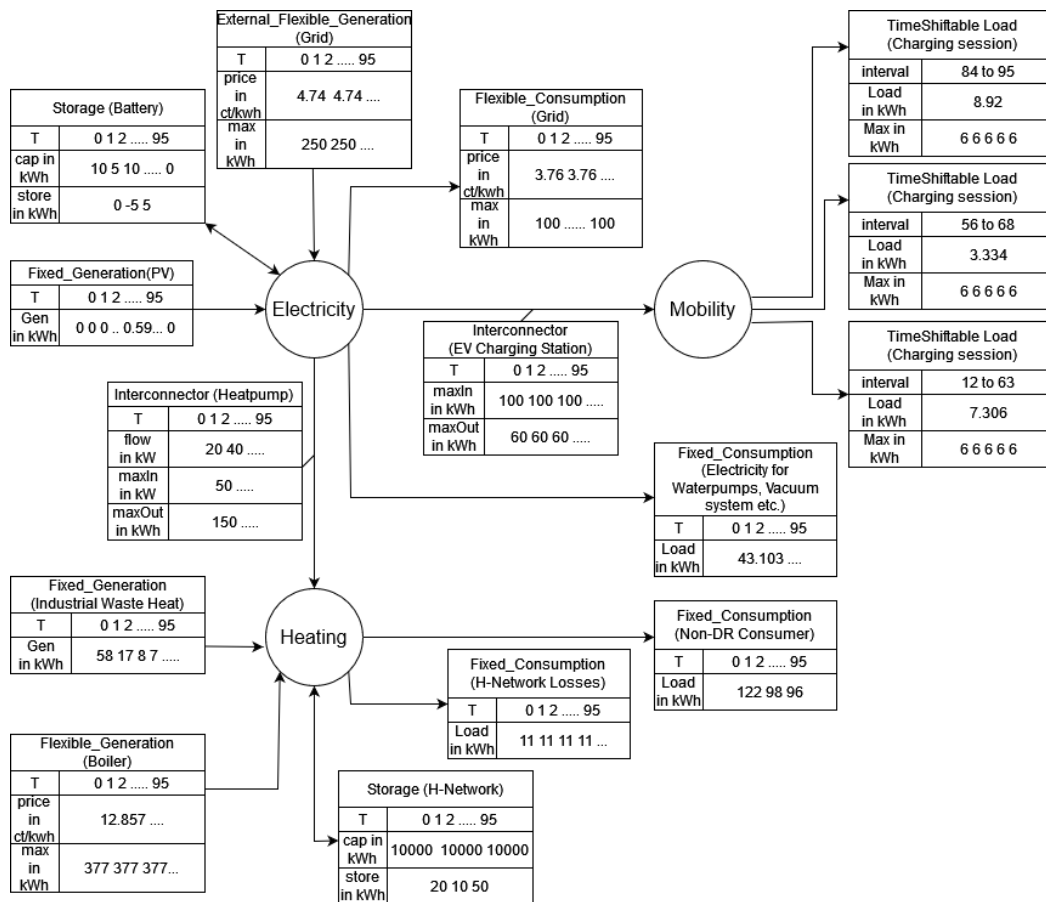 External_Flexible_Generation
(Grid)
T 0 1 2 ..... 95
price
in
ct/kwh
4.74 4.74 ....
max
in
kWh
250 250 ....
Storage (Battery)
T 0 1 2 ..... 95
cap in
kWh
10 5 10 ..... 0
store
in kWh
0 -5 5
Flexible_Consumption
(Grid)
T 0 1 2 ..... 95
price
in
ct/kwh
3.76 3.76 ....
max
in
kWh
100 ...... 100
TimeShiftable Load
(Charging session)
interval 84 to 95
Load
in kWh
8.92
Max in
kWh
6 6 6 6 6
TimeShiftable Load
(Charging session)
interval 56 to 68
Load
in kWh
3.334
Max in
kWh
6 6 6 6 6
TimeShiftable Load
(Charging session)
interval 12 to 63
Load
in kWh
7.306
Max in
kWh
6 6 6 6 6
Fixed_Generation(PV)
T 0 1 2 ..... 95
Gen
in kWh
0 0 0 .. 0.59... 0
Electricity
Mobility
Interconnector
(EV Charging Station)
T 0 1 2 ..... 95
maxIn
in kWh
100 100 100 .....
maxOut
in kWh
60 60 60 .....
Interconnector (Heatpump)
T 0 1 2 ..... 95
flow
in kW
20 40 .....
maxIn
in kW
50 .....
maxOut
in kWh
150 .....
Fixed_Consumption
(Electricity for
Waterpumps, Vacuum
system etc.)
T 0 1 2 ..... 95
Load
in kWh
43.103 ....
Fixed_Generation
(Industrial Waste Heat)
T 0 1 2 ..... 95
Gen
in kWh
58 17 8 7 .....
Heating
Fixed_Consumption
(Non-DR Consumer)
T 0 1 2 ..... 95
Load
in kWh
122 98 96
Fixed_Consumption
(H-Network Losses)
T 0 1 2 ..... 95
Load
in kWh
11 11 11 11 ...
Flexible_Generation
(Boiler)
T 0 1 2 ..... 95
price
in
ct/kwh
12.857 ....
max
in
kWh
377 377 377...
Storage (H-Network)
T 0 1 2 ..... 95
cap in
kWh
10000 10000 10000
store
in kWh
20 10 50